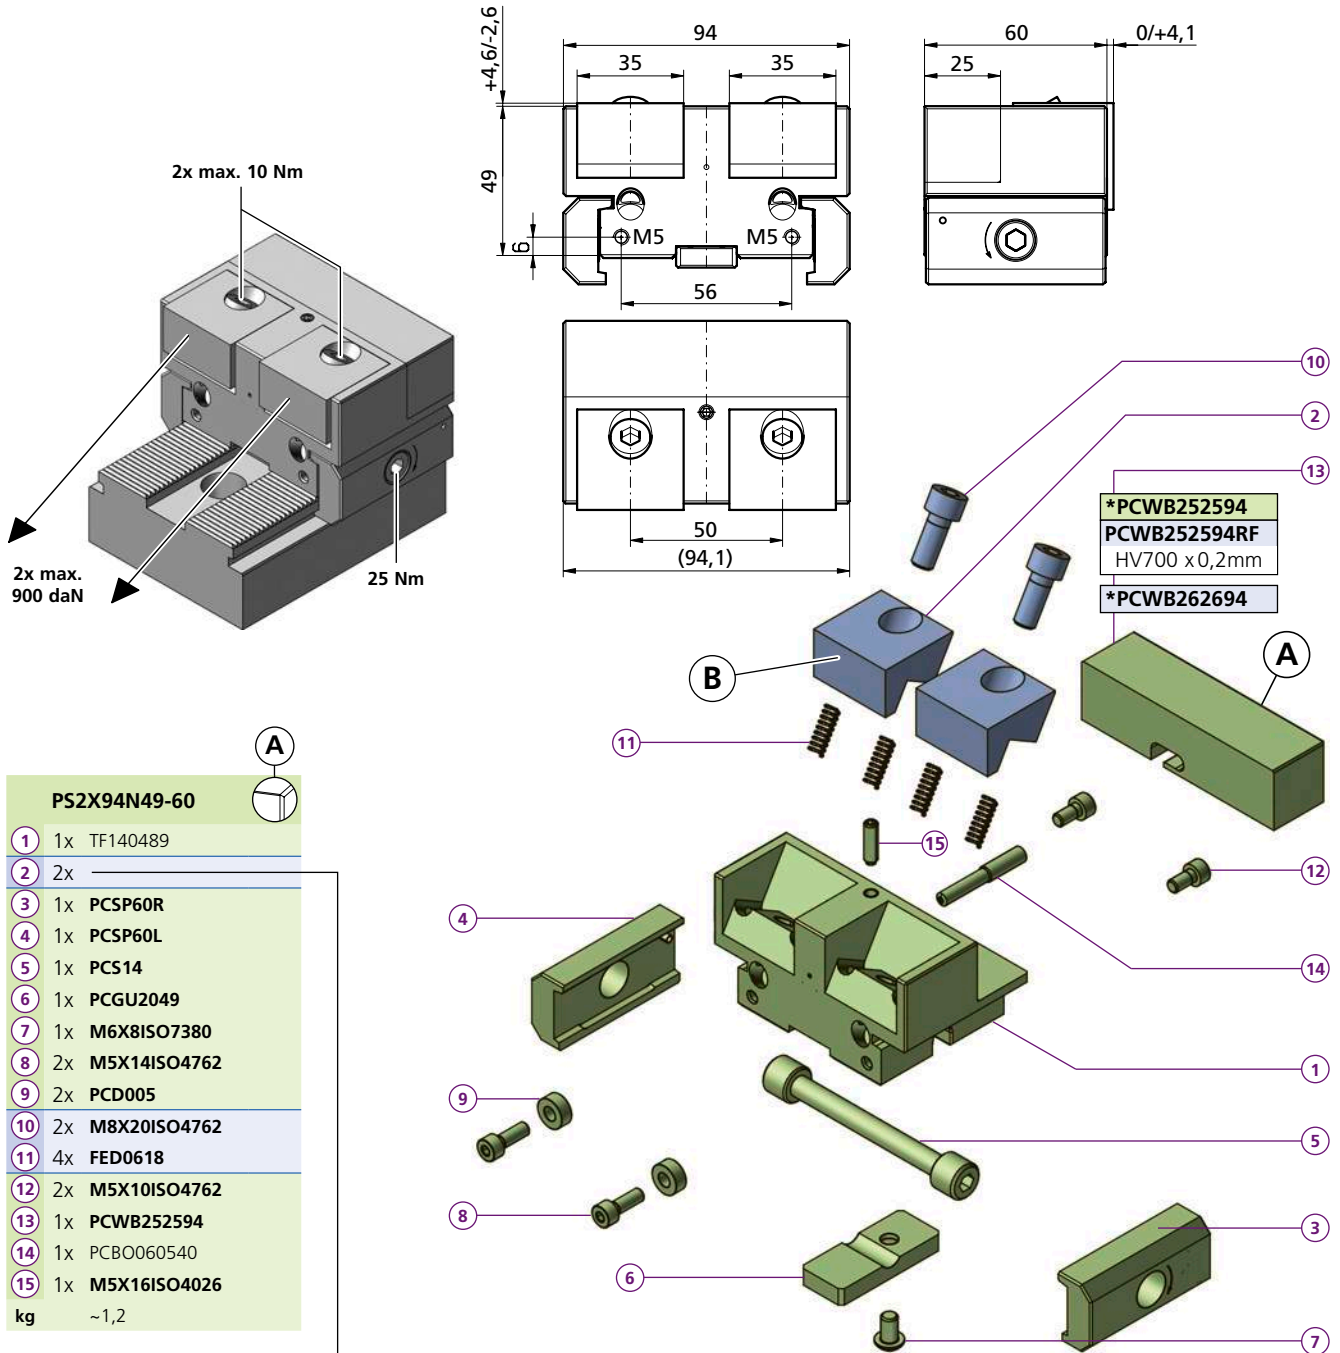 +4,6/-2,6
94
35
35
49
6
M5
M5
56
60
0/+4,1
25
2x max. 10 Nm
2x max.
900 daN
25 Nm
50
(94,1)
10
2
13
*PCWB252594
PCWB252594RF
HV700 x 0,2mm
*PCWB262694
A
B
11
15
12
4
14
1
9
5
8
3
6
7
A
PS2X94N49-60
1 1x TF140489
2 2x
3 1x PCSP60R
4 1x PCSP60L
5 1x PCS14
6 1x PCGU2049
7 1x M6X8ISO7380
8 2x M5X14ISO4762
9 2x PCD005
10 2x M8X20ISO4762
11 4x FED0618
12 2x M5X10ISO4762
13 1x PCWB252594
14 1x PCBO060540
15 1x M5X16ISO4026
kg ~1,2